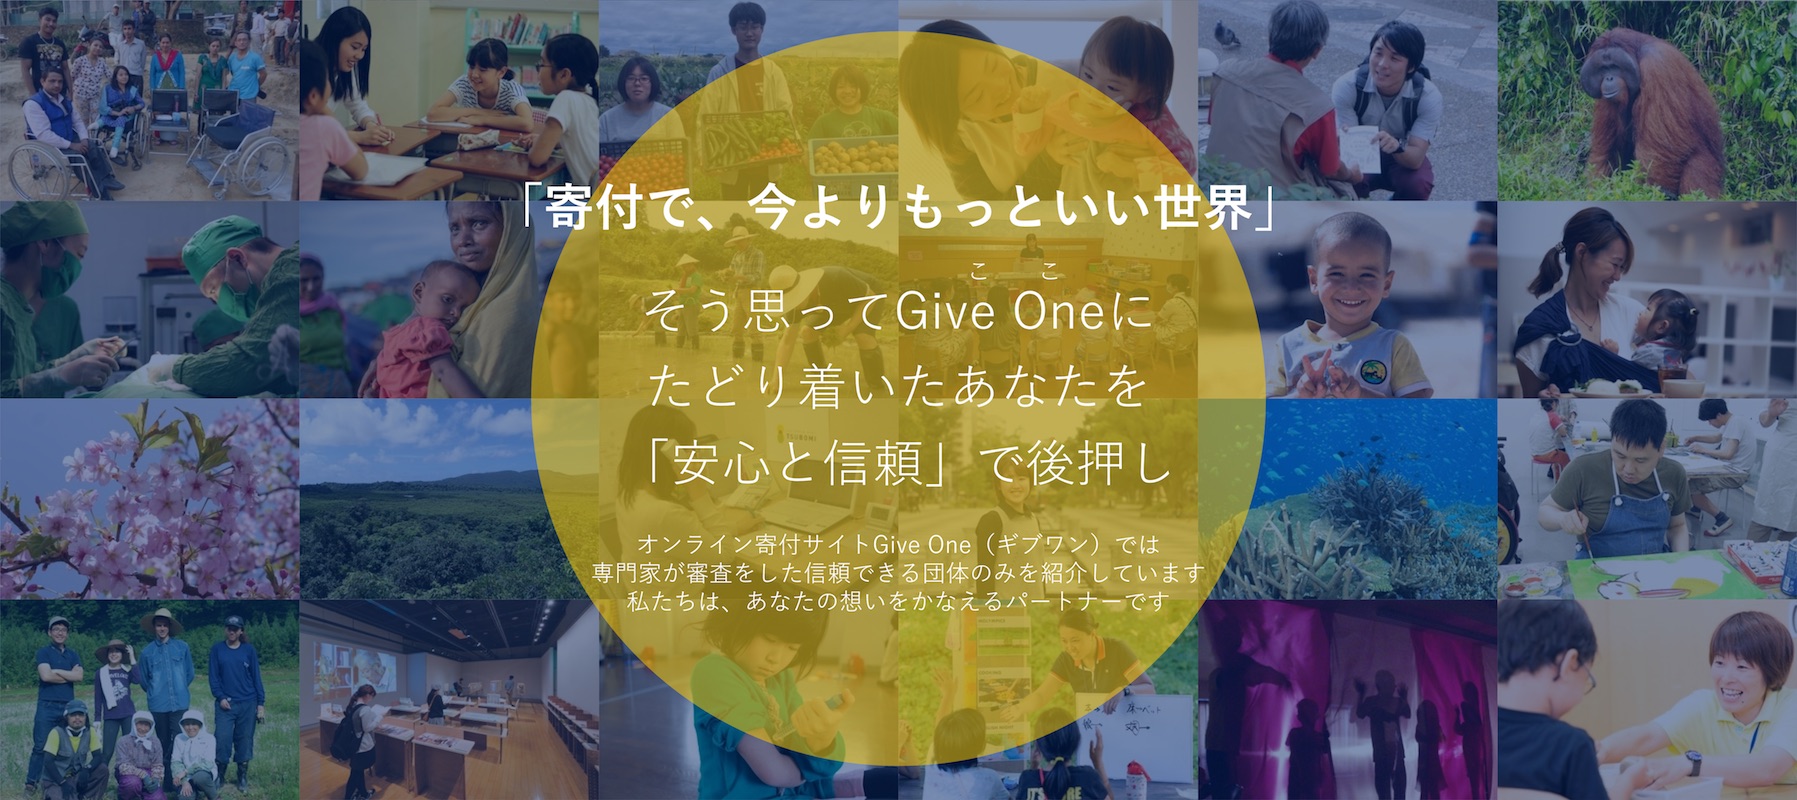 「寄付で、今よりもっといい世界」
ここ
そう思ってGive Oneに
たどり着いたあなたを
「安心と信頼」で後押し
オンライン寄付サイトGive One（ギブワン）では
専門家が審査をした信頼できる団体のみを紹介しています
私たちは、あなたの想いをかなえるパートナーです